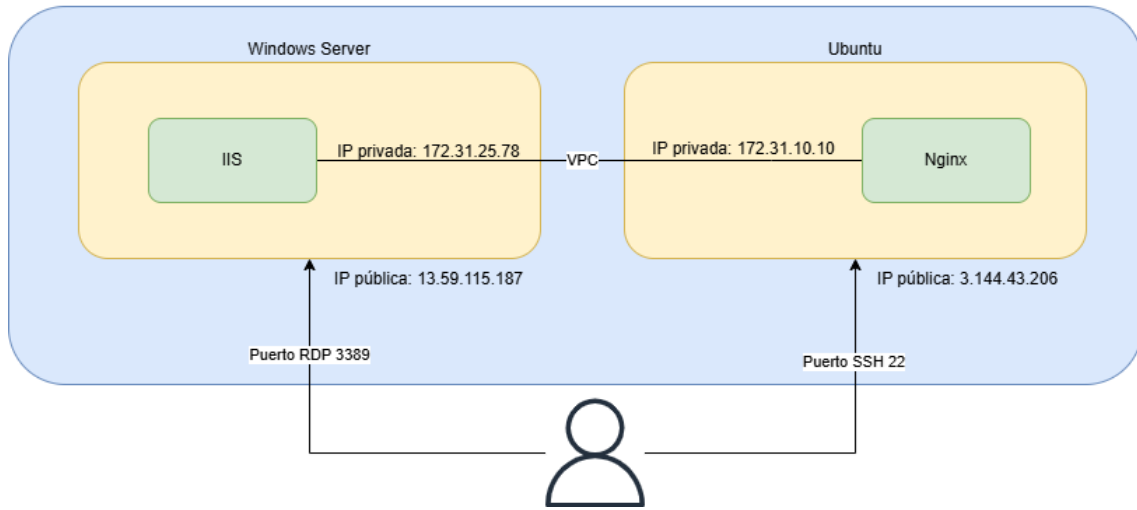 Windows Server
Ubuntu
IIS
IP privada: 172.31.25.78
VPC
IP privada: 172.31.10.10
Nginx
IP pública: 13.59.115.187
IP pública: 3.144.43.206
Puerto RDP 3389
Puerto SSH 22